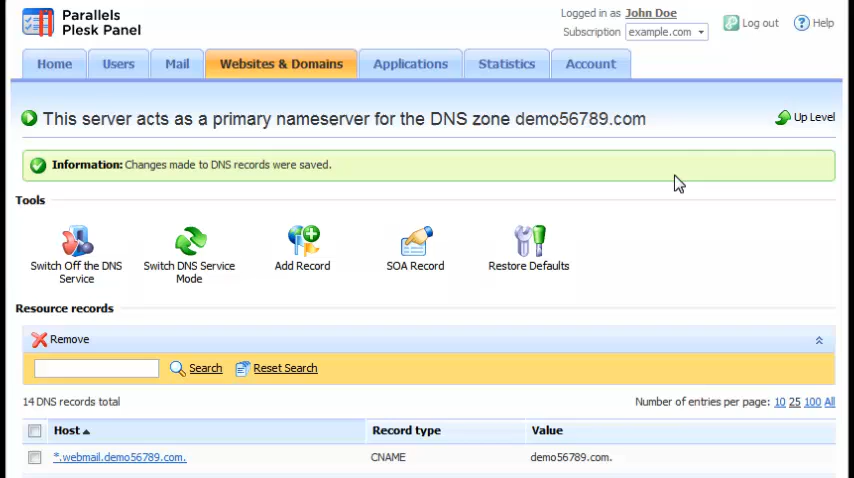 Parallels
Plesk Panel
Logged in as John Doe
Subscription example.com
Log out
Help
Home
Users
Mail
Websites & Domains
Applications
Statistics
Account
This server acts as a primary nameserver for the DNS zone demo56789.com
Up Level
Information: Changes made to DNS records were saved.
Tools
Switch Off the DNS
Service
Switch DNS Service
Mode
Add Record
SOA Record
Restore Defaults
Resource records
Remove
Search
Reset Search
14 DNS records total
Number of entries per page: 10 25 100 All
Host Record type Value
*.webmail.demo56789.com. CNAME demo56789.com.